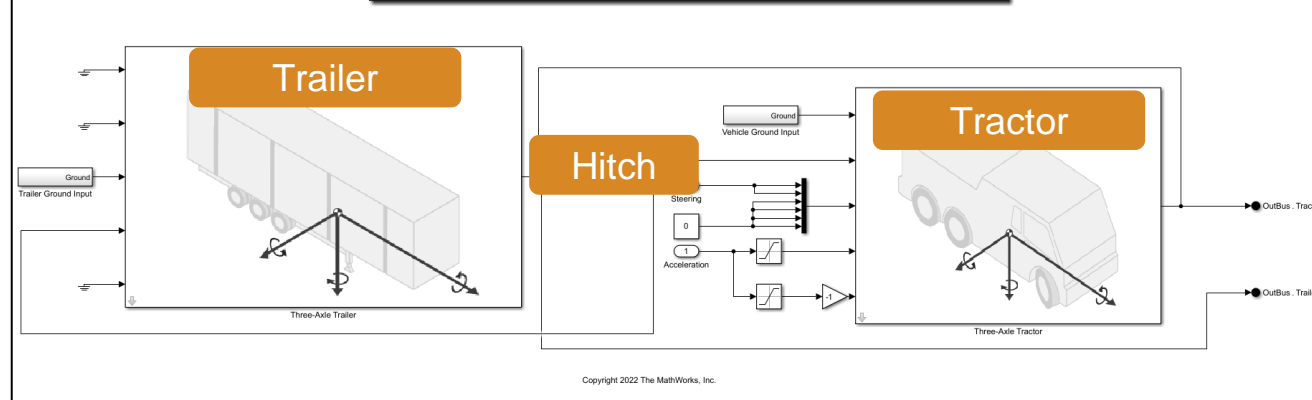 Trailer
Ground
Trailer Ground Input
Three-Axle Trailer
Hitch
Ground
Vehicle Ground Input
Steering
0
1
Acceleration
-1
Tractor
Three-Axle Tractor
OutBus . Trac
OutBus . Trail
Copyright 2022 The MathWorks, Inc.